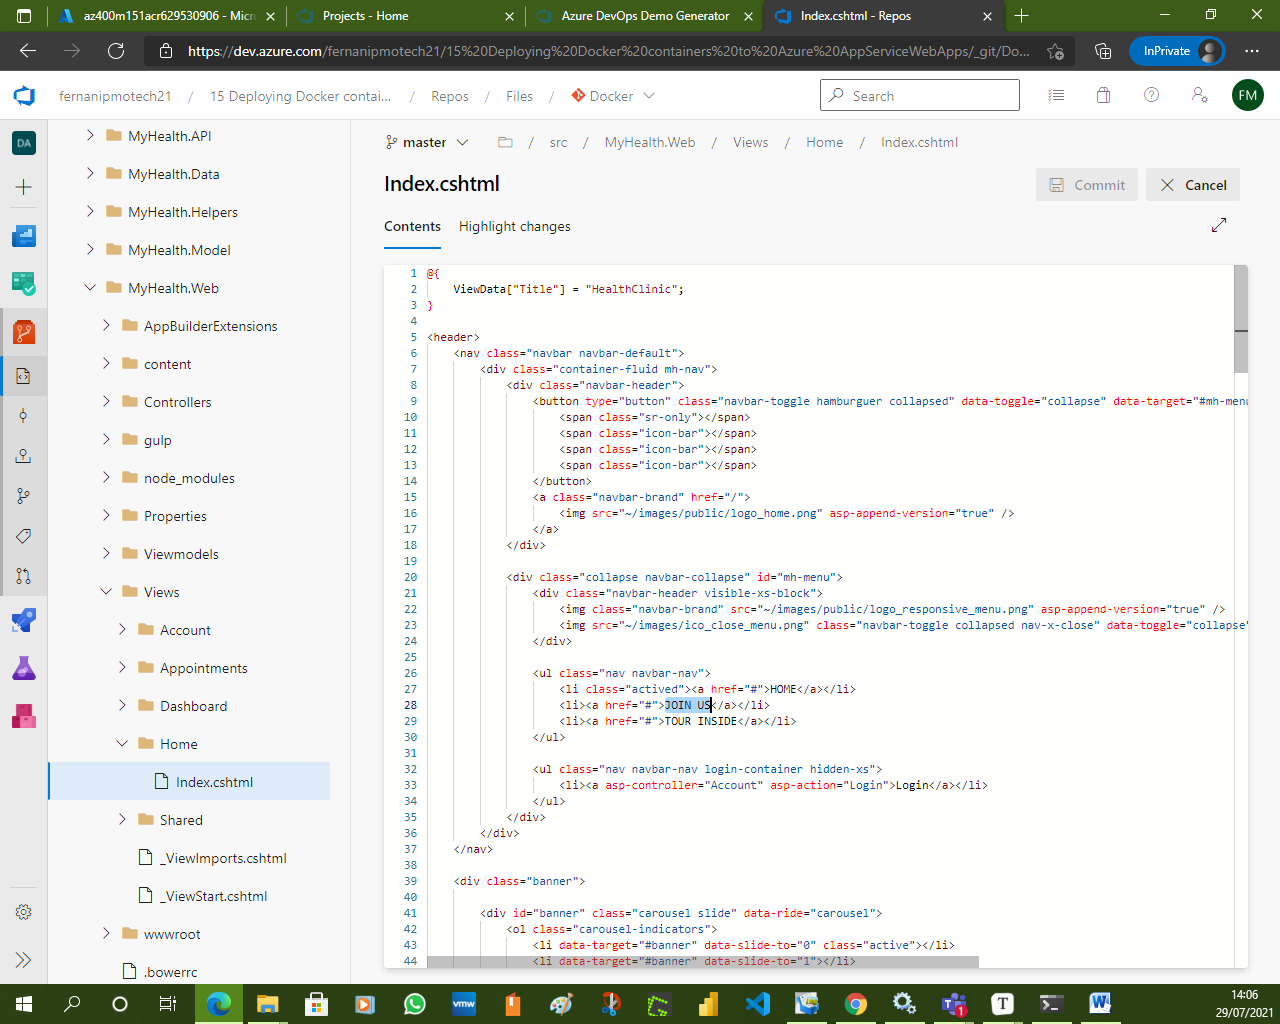 az400m151acr629530906 - Micr
Projects - Home
Azure DevOps Demo Generator
Index.cshtml - Repos
https://dev.azure.com/fernanipmotech21/15%20Deploying%20Docker%20containers%20to%20Azure%20AppServiceWebApps/_git/Do...
InPrivate
fernanipmotech21 / 15 Deploying Docker contai... / Repos / Files / Docker
Search
FM
DA
MyHealth.API
MyHealth.Data
MyHealth.Helpers
MyHealth.Model
MyHealth.Web
AppBuilderExtensions
content
Controllers
gulp
node_modules
Properties
Viewmodels
Views
Account
Appointments
Dashboard
Home
Index.cshtml
Shared
_ViewImports.cshtml
_ViewStart.cshtml
wwwroot
.bowerrc
master / src / MyHealth.Web / Views / Home / Index.cshtml
Index.cshtml
Commit
Cancel
Contents
Highlight changes
1 @{
2 ViewData["Title"] = "HealthClinic";
3 }
4
5 <header>
6 <nav class="navbar navbar-default">
7 <div class="container-fluid mh-nav">
8 <div class="navbar-header">
9 <button type="button" class="navbar-toggle hamburguer collapsed" data-toggle="collapse" data-target="#mh-menu
10 <span class="sr-only"></span>
11 <span class="icon-bar"></span>
12 <span class="icon-bar"></span>
13 <span class="icon-bar"></span>
14 </button>
15 <a class="navbar-brand" href="/">
16 <img src="~/images/public/logo_home.png" asp-append-version="true" />
17 </a>
18 </div>
19
20 <div class="collapse navbar-collapse" id="mh-menu">
21 <div class="navbar-header visible-xs-block">
22 <img class="navbar-brand" src="~/images/public/logo_responsive_menu.png" asp-append-version="true" />
23 <img src="~/images/ico_close_menu.png" class="navbar-toggle collapsed nav-x-close" data-toggle="collapse"
24 </div>
25
26 <ul class="nav navbar-nav">
27 <li class="actived"><a href="#">HOME</a></li>
28 <li><a href="#">JOIN US</a></li>
29 <li><a href="#">TOUR INSIDE</a></li>
30 </ul>
31
32 <ul class="nav navbar-nav login-container hidden-xs">
33 <li><a asp-controller="Account" asp-action="Login">Login</a></li>
34 </ul>
35 </div>
36 </div>
37 </nav>
38
39 <div class="banner">
40
41 <div id="banner" class="carousel slide" data-ride="carousel">
42 <ol class="carousel-indicators">
43 <li data-target="#banner" data-slide-to="0" class="active"></li>
44 <li data-target="#banner" data-slide-to="1"></li>
vmw
1
T
W
14:06
29/07/2021